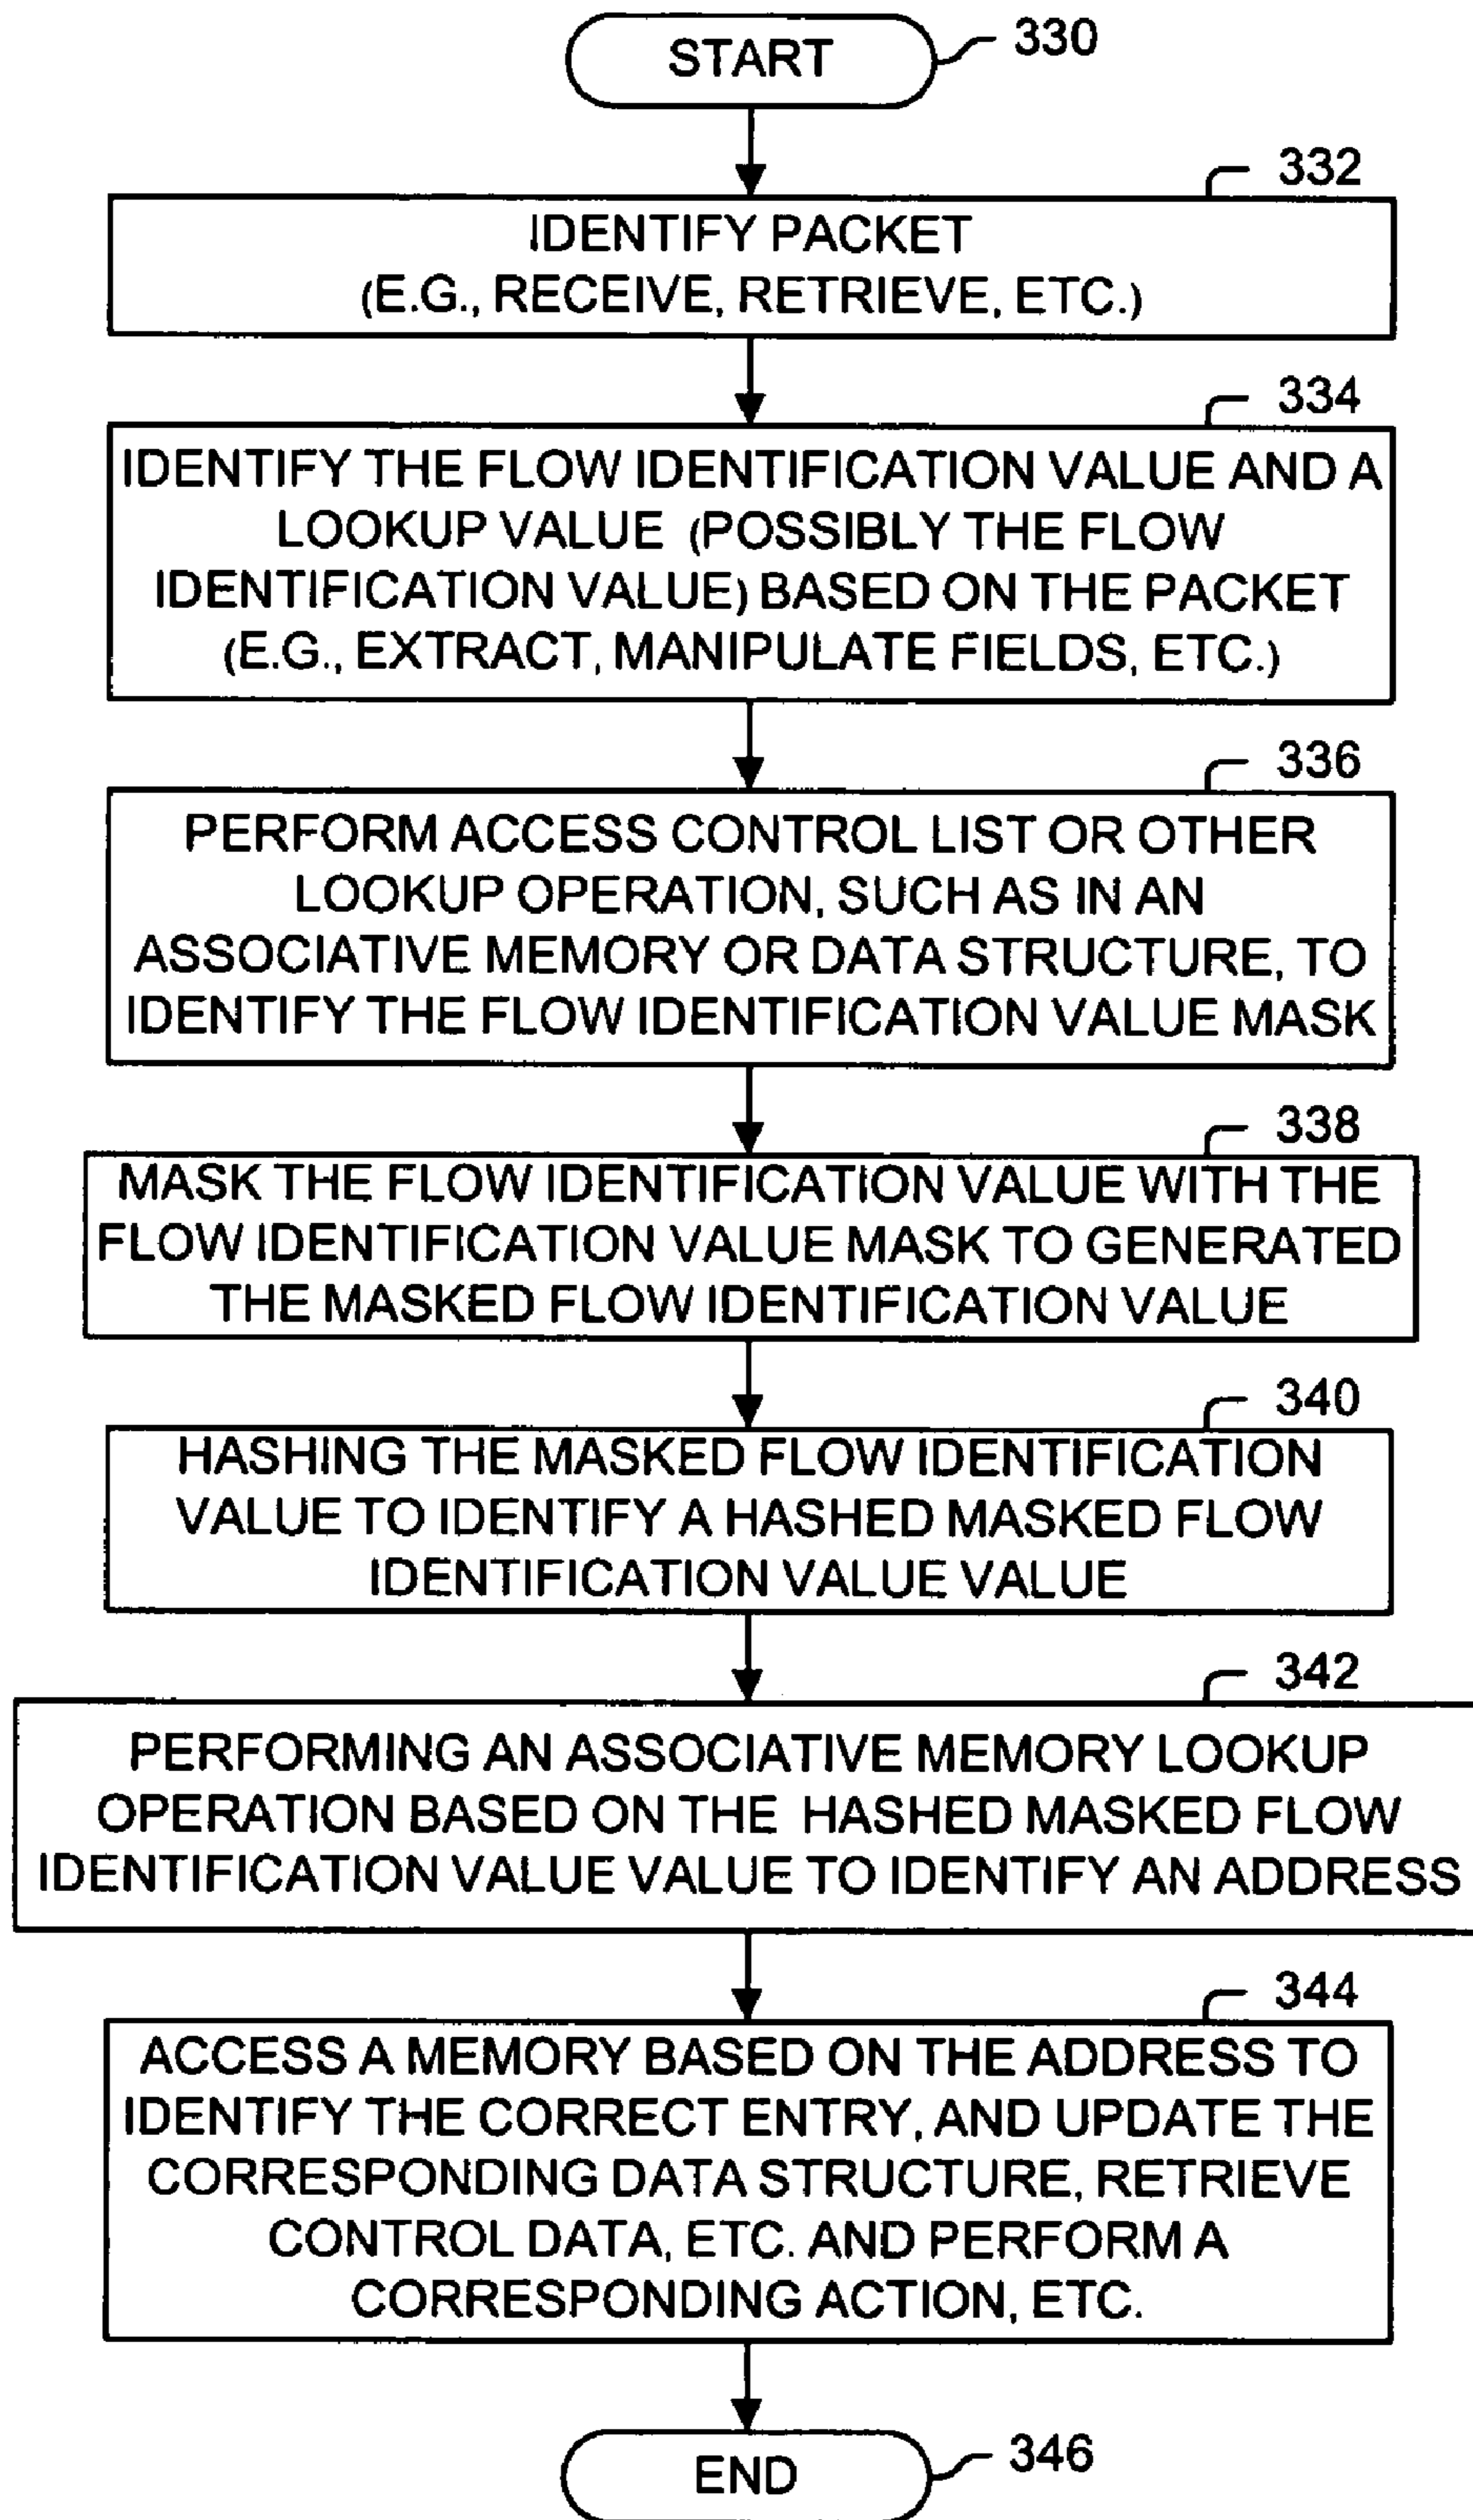 START
330
332
IDENTIFY PACKET
(E.G., RECEIVE, RETRIEVE, ETC.)
334
IDENTIFY THE FLOW IDENTIFICATION VALUE AND A
LOOKUP VALUE (POSSIBLY THE FLOW
IDENTIFICATION VALUE) BASED ON THE PACKET
(E.G., EXTRACT, MANIPULATE FIELDS, ETC.)
336
PERFORM ACCESS CONTROL LIST OR OTHER
LOOKUP OPERATION, SUCH AS IN AN
ASSOCIATIVE MEMORY OR DATA STRUCTURE, TO
IDENTIFY THE FLOW IDENTIFICATION VALUE MASK
338
MASK THE FLOW IDENTIFICATION VALUE WITH THE
FLOW IDENTIFICATION VALUE MASK TO GENERATED
THE MASKED FLOW IDENTIFICATION VALUE
340
HASHING THE MASKED FLOW IDENTIFICATION
VALUE TO IDENTIFY A HASHED MASKED FLOW
IDENTIFICATION VALUE VALUE
342
PERFORMING AN ASSOCIATIVE MEMORY LOOKUP
OPERATION BASED ON THE HASHED MASKED FLOW
IDENTIFICATION VALUE VALUE TO IDENTIFY AN ADDRESS
344
ACCESS A MEMORY BASED ON THE ADDRESS TO
IDENTIFY THE CORRECT ENTRY, AND UPDATE THE
CORRESPONDING DATA STRUCTURE, RETRIEVE
CONTROL DATA, ETC. AND PERFORM A
CORRESPONDING ACTION, ETC.
END
346